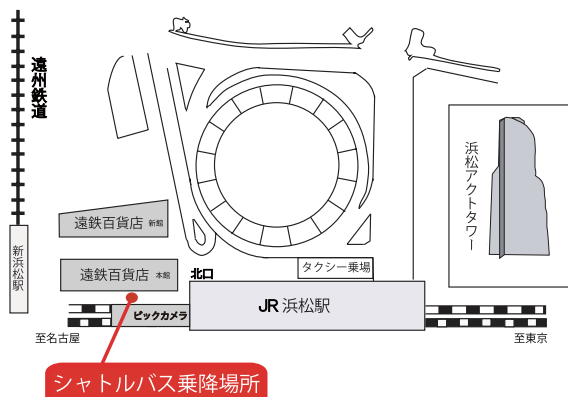 遠州鉄道
浜松アクトタワー
遠鉄百貨店 新館
新浜松駅
遠鉄百貨店 本館
北口
タクシー乗場
JR 浜松駅
ビックカメラ
至名古屋
至東京
シャトルバス乗降場所